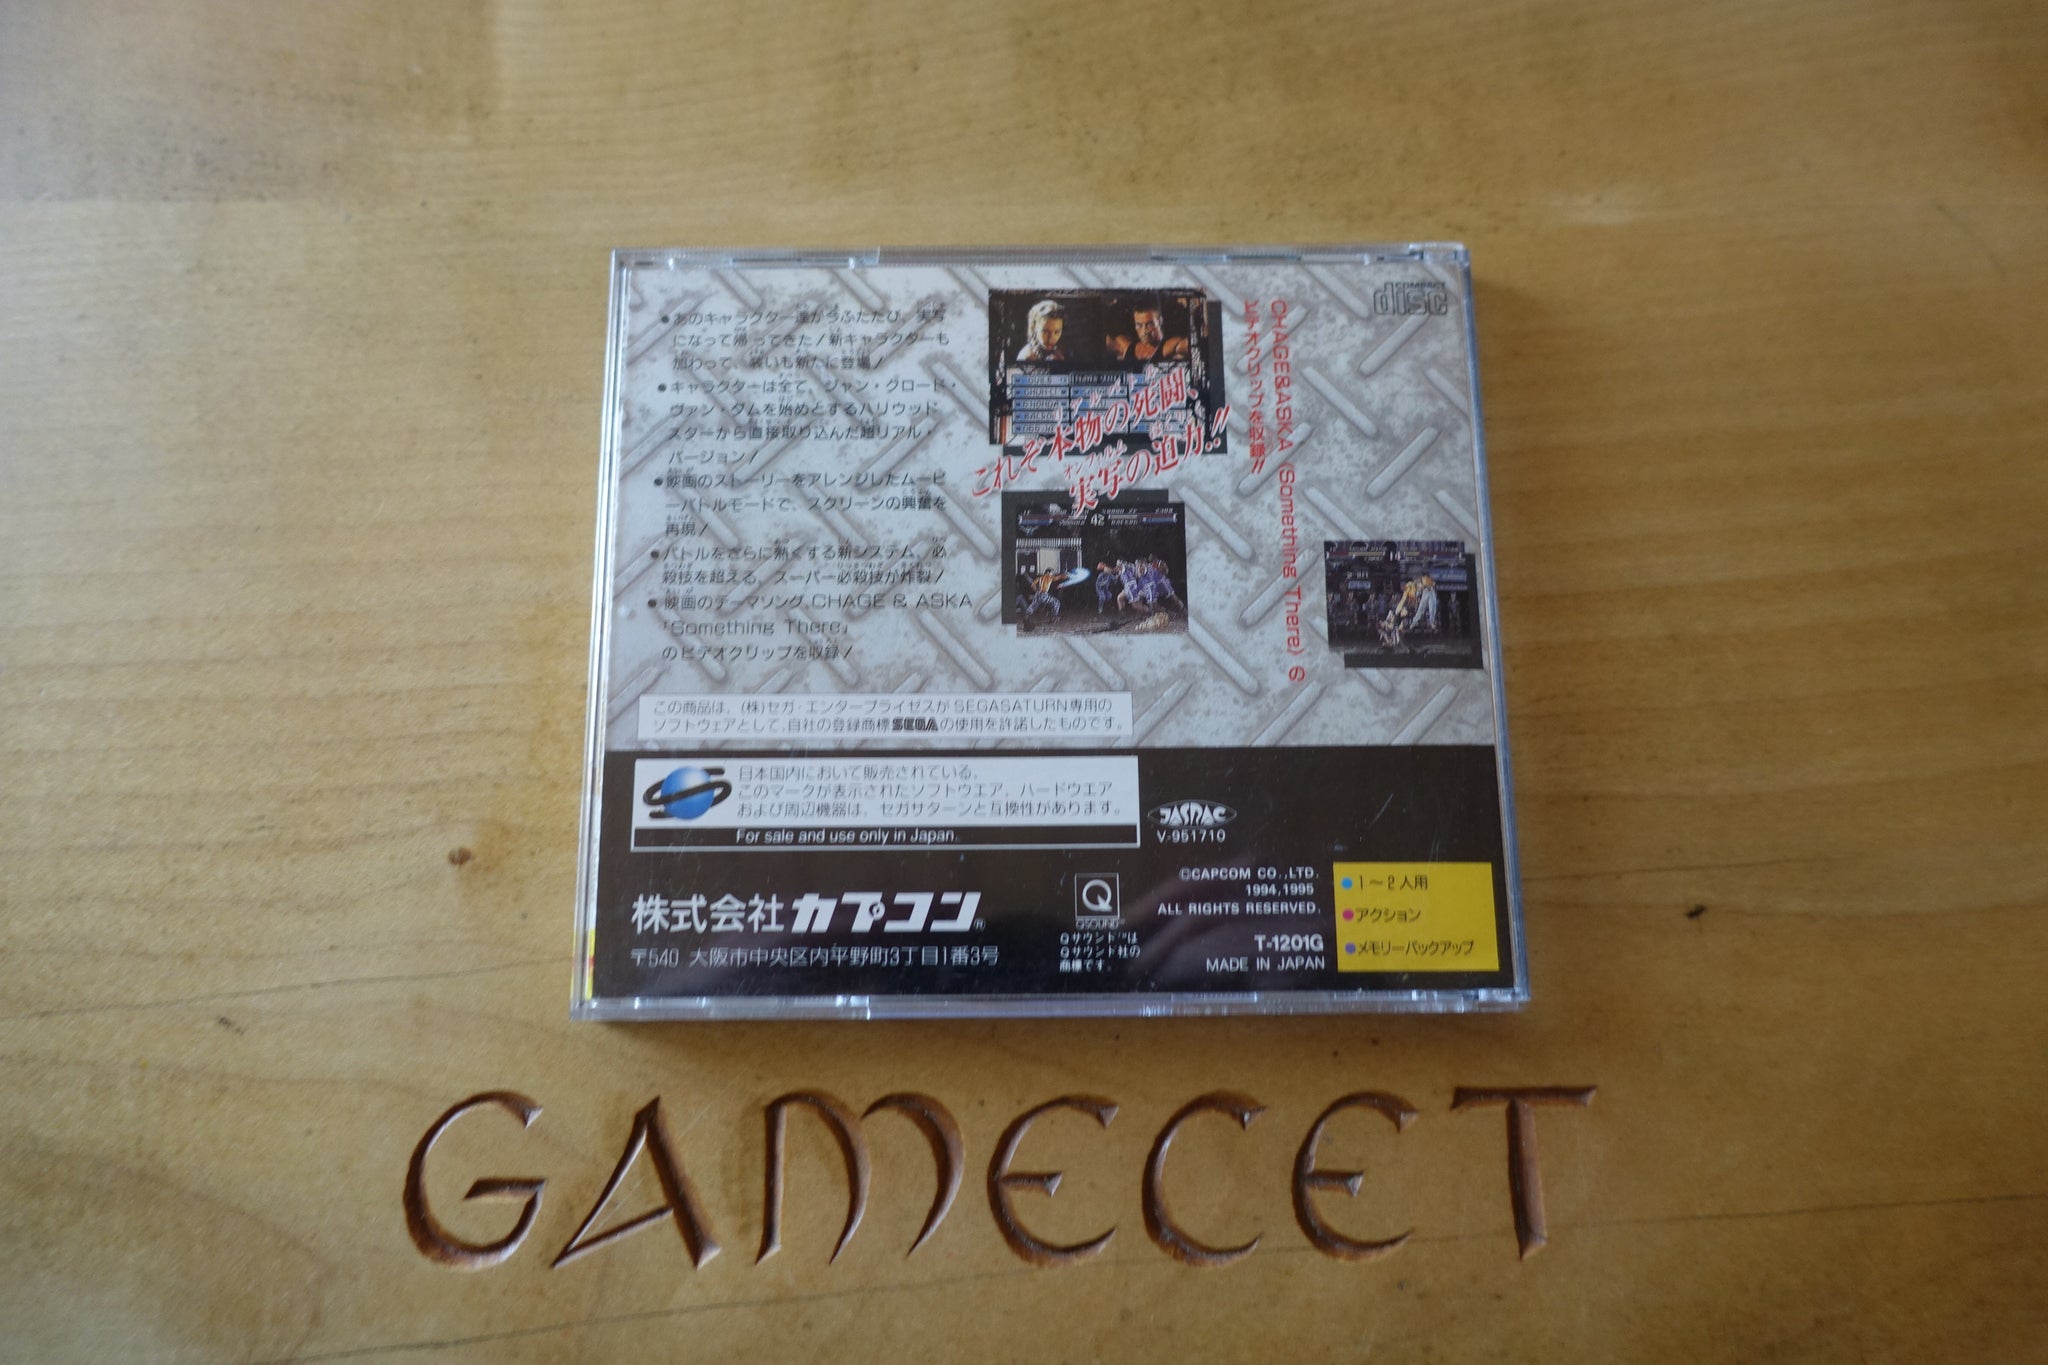 ●あのキャラクター達が今ふたたび、実写
になって帰ってきた!新キャラクターも
加わって、装いも新たに登場!
●キャラクターは全て、ジャン・クロード・
ヴァン・ダムを始めとするハリウッド
スターから直接取り込んだ超リアル・
バージョン!
●映画のストーリーをアレンジしたムービ
ーバトルモードで、スクリーンの興奮を
再現!
●バトルをさらに熱くする新システム、必
殺技を超える、スーパー必殺技が炸裂!
●映画のテーマソング、CHAGE & ASKA
「Something There」
のビデオクリップを収録!
これぞ本物の死闘、
実写の迫力!!
CHAGE&ASKA (Something There) の
ビデオクリップを収録!!
COMPACT
disc
42
この商品は、(株)セガ・エンタープライゼスがSEGASATURN専用の
ソフトウェアとして、自社の登録商標SEGAの使用を許諾したものです。
日本国内において販売されている、
このマークが表示されたソフトウエア、ハードウエア
および周辺機器は、セガサターンと互換性があります。
For sale and use only in Japan.
JASRAC
V-951710
株式会社カプコン®
〒540 大阪市中央区内平野町3丁目1番3号
Q
QSOUND™
Qサウンド™は
Qサウンド社の
商標です。
©CAPCOM CO.,LTD.
1994,1995
ALL RIGHTS RESERVED.
T-1201G
MADE IN JAPAN
●1〜2人用
●アクション
●メモリーバックアップ
GAMECET